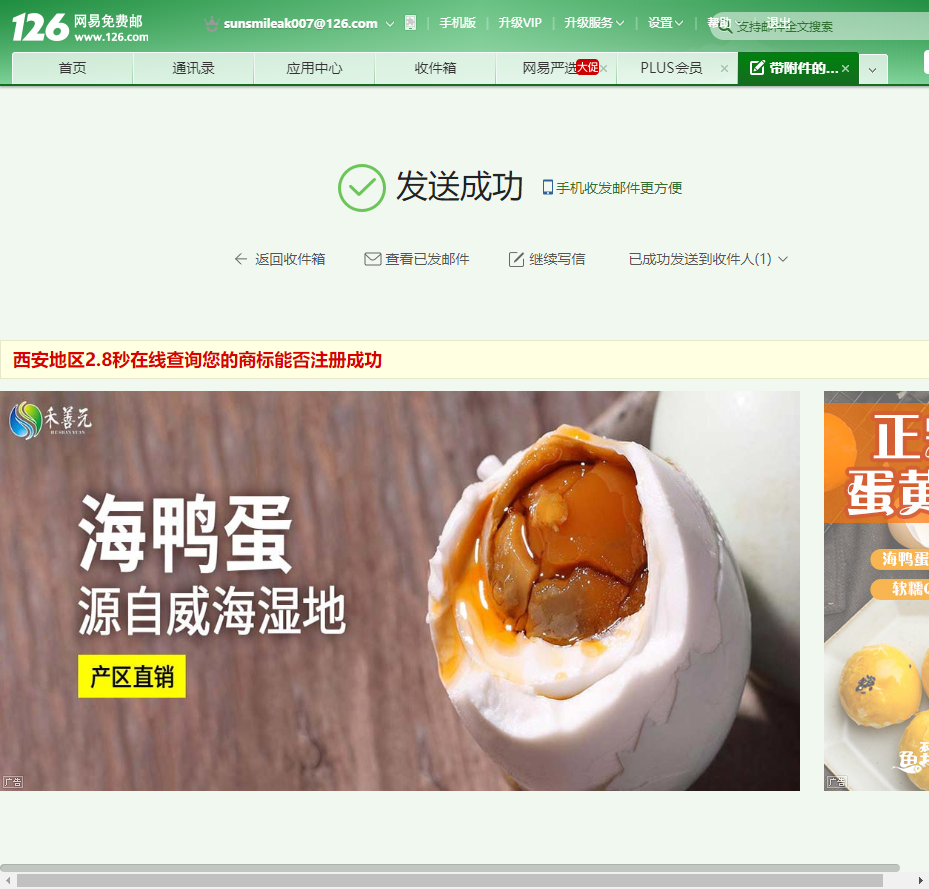 126 网易免费邮
www.126.com
sunsmileak007@126.com 手机版 升级VIP 升级服务 设置 帮助 退出
支持邮件全文搜索
首页 通讯录 应用中心 收件箱 网易严选 大促 PLUS会员 带附件的...
发送成功 手机收发邮件更方便
返回收件箱 查看已发邮件 继续写信 已成功发送到收件人(1)
西安地区2.8秒在线查询您的商标能否注册成功
禾善元
海鸭蛋
源自威海湿地
产区直销
广告
正
蛋黄
海鸭蛋
软糯
广告